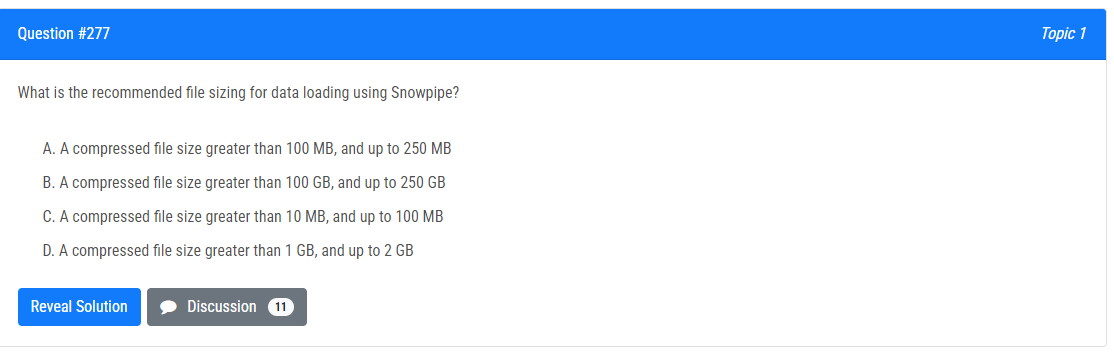 Question #277
Topic 1
What is the recommended file sizing for data loading using Snowpipe?
A. A compressed file size greater than 100 MB, and up to 250 MB
B. A compressed file size greater than 100 GB, and up to 250 GB
C. A compressed file size greater than 10 MB, and up to 100 MB
D. A compressed file size greater than 1 GB, and up to 2 GB
Reveal Solution
Discussion 11